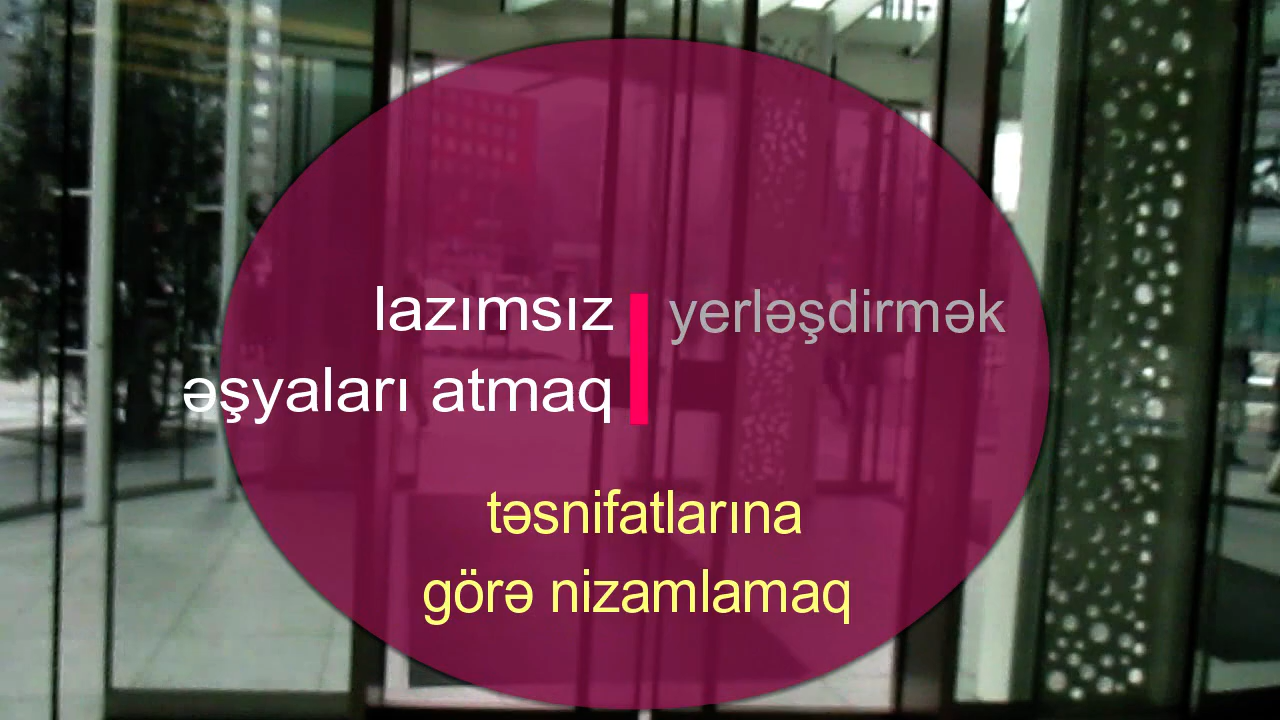 lazımsız
əşyaları atmaq
yerləşdirmək
təsnifatlarına
görə nizamlamaq